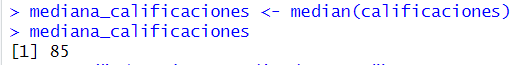 > mediana_calificaciones <- median(calificaciones)
> mediana_calificaciones
[1] 85